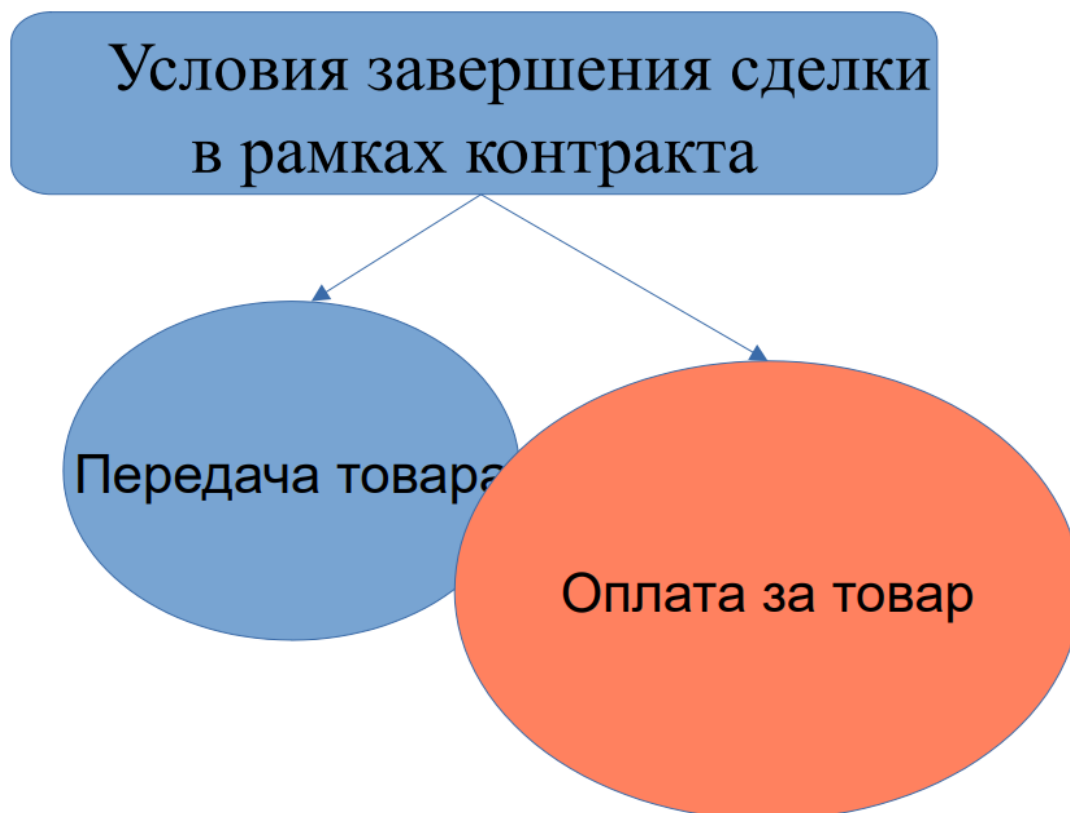 Условия завершения сделки
в рамках контракта
Передача товара
Оплата за товар